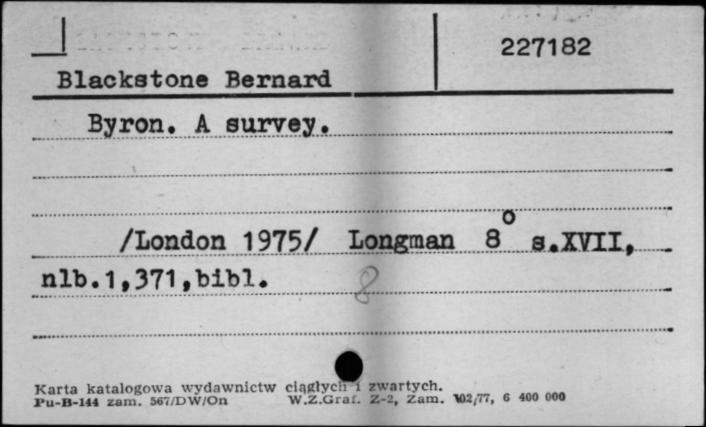 227182
Blackstone Bernard
Byron. A survey.
/London 1975/ Longman 8° s.XVII,
nlb.1,371,bibl.
8
Karta katalogowa wydawnictw ciągłych i zwartych.
Pu-B-144 zam. 567/DW/On W.Z.Graf. Z-2, Zam. 102/77, 6 400 000